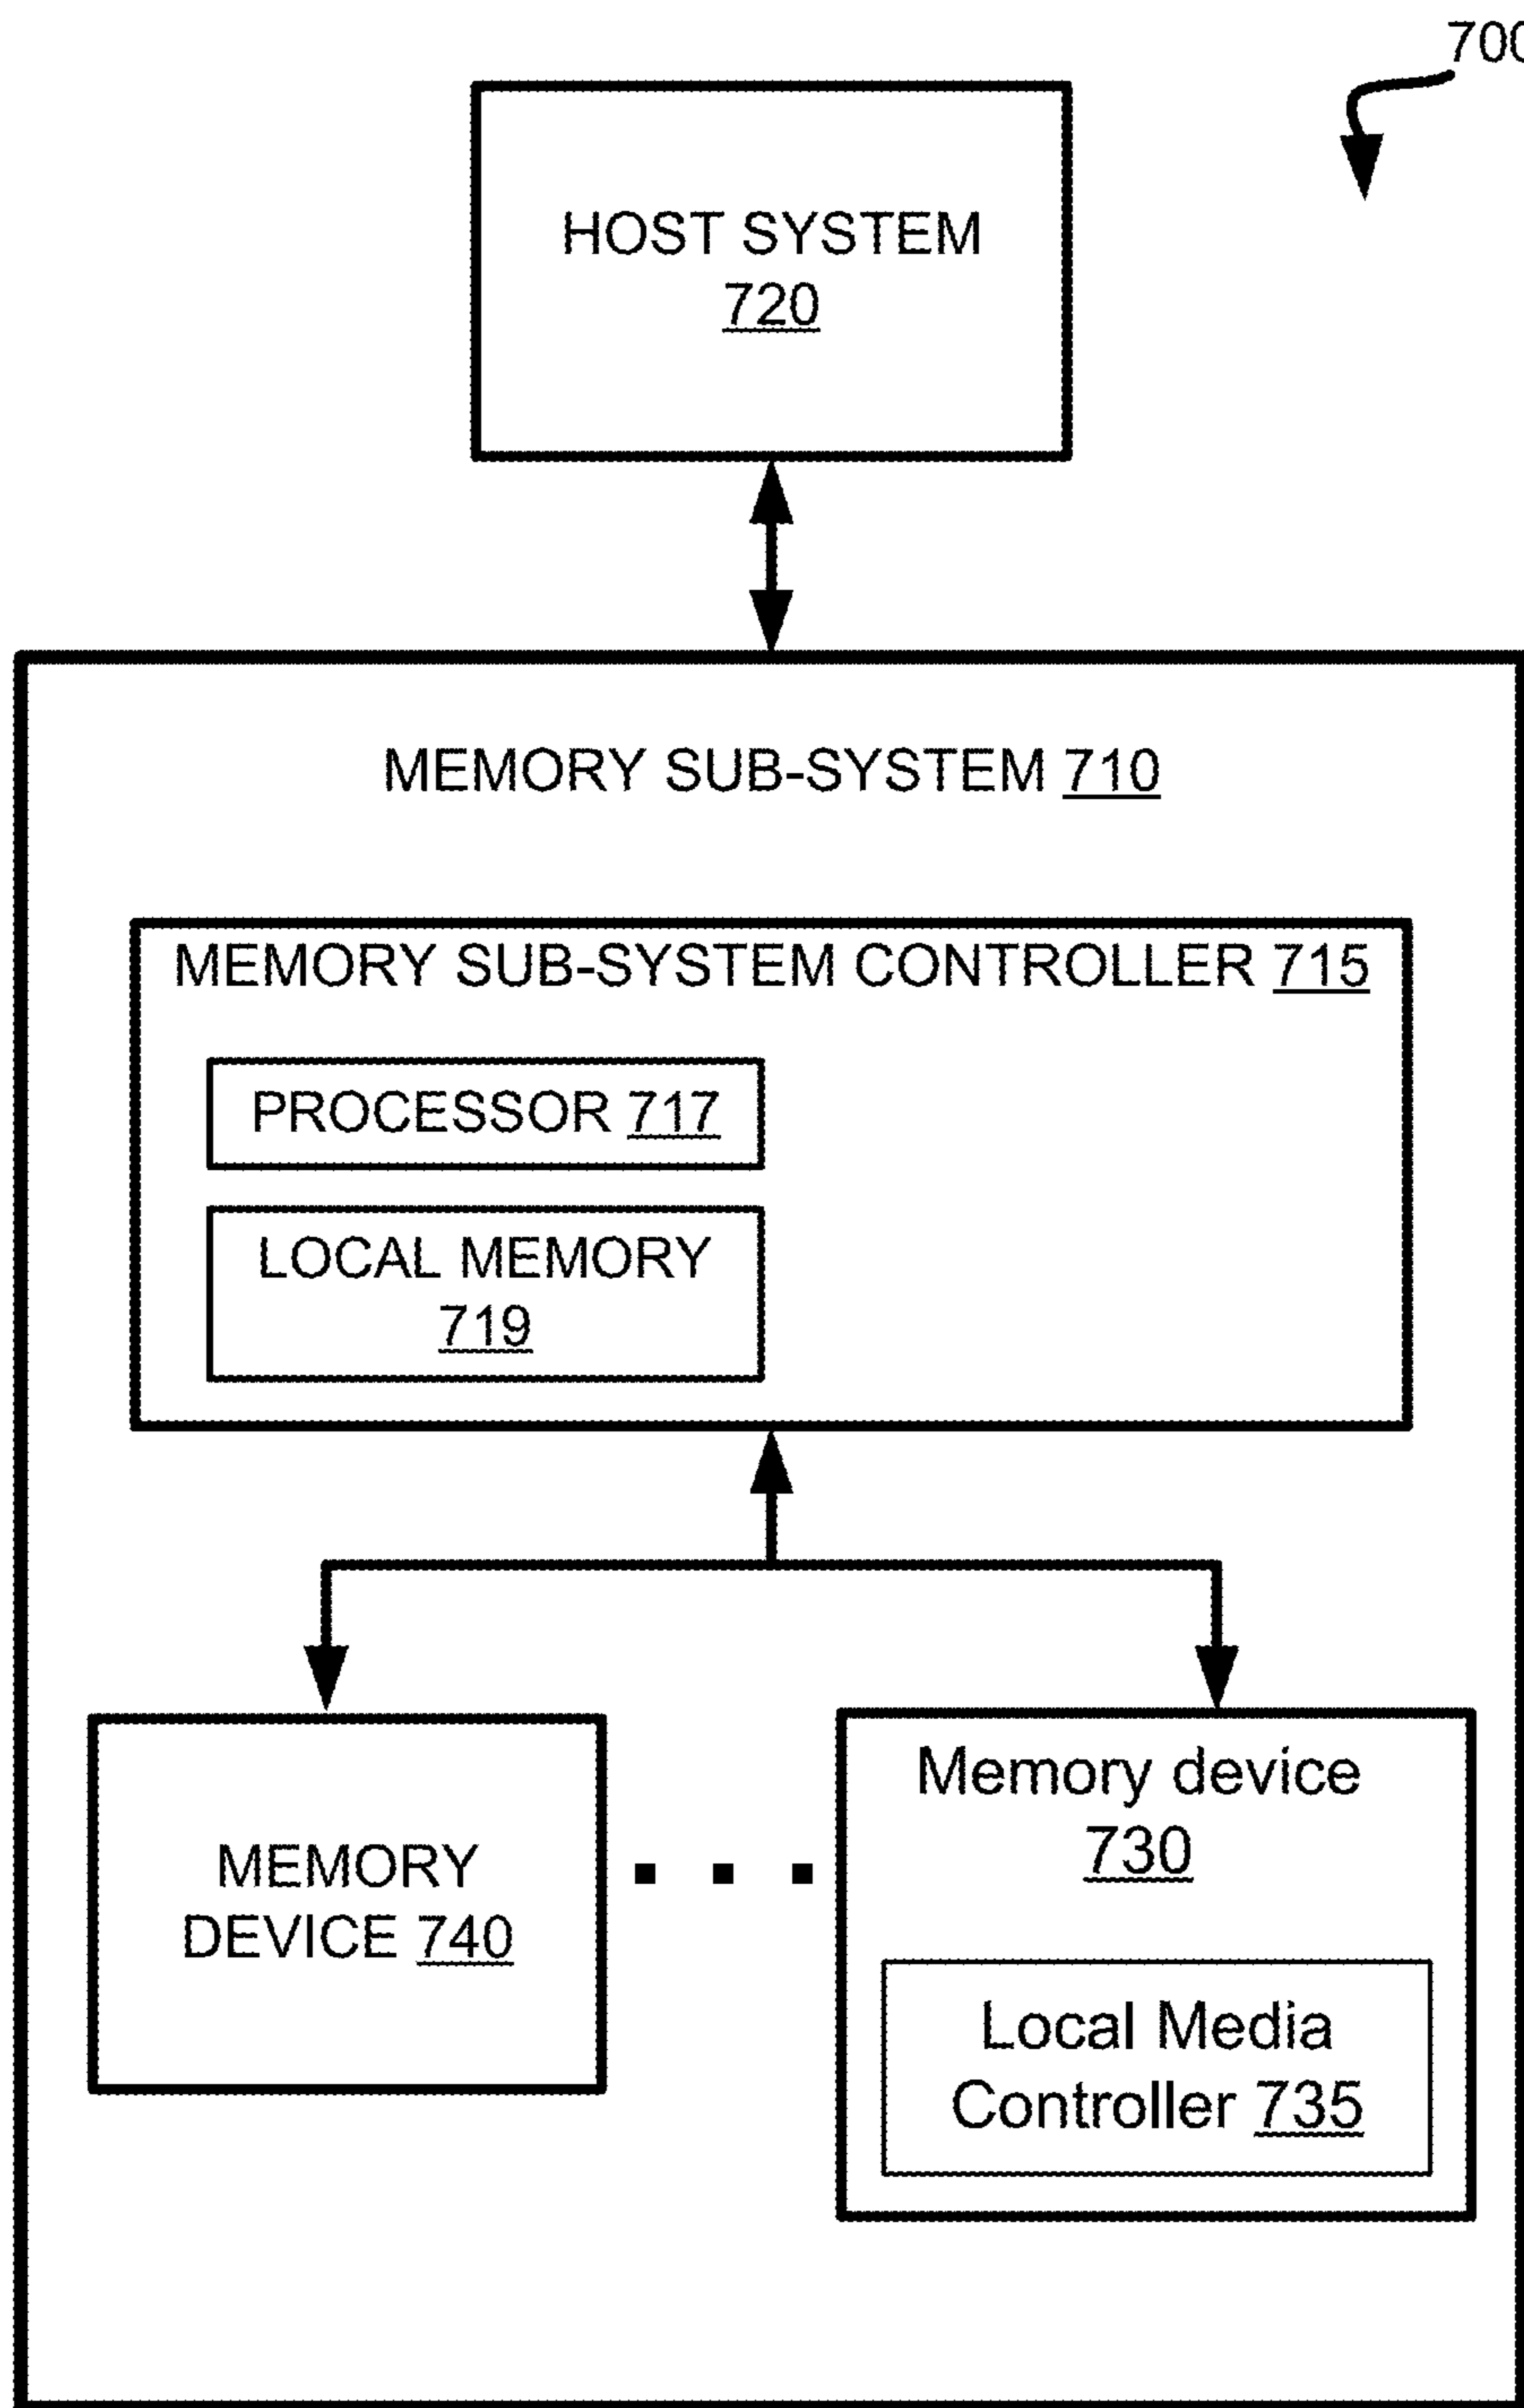 700
HOST SYSTEM
720
MEMORY SUB-SYSTEM 710
MEMORY SUB-SYSTEM CONTROLLER 715
PROCESSOR 717
LOCAL MEMORY
719
MEMORY
DEVICE 740
Memory device
730
Local Media
Controller 735